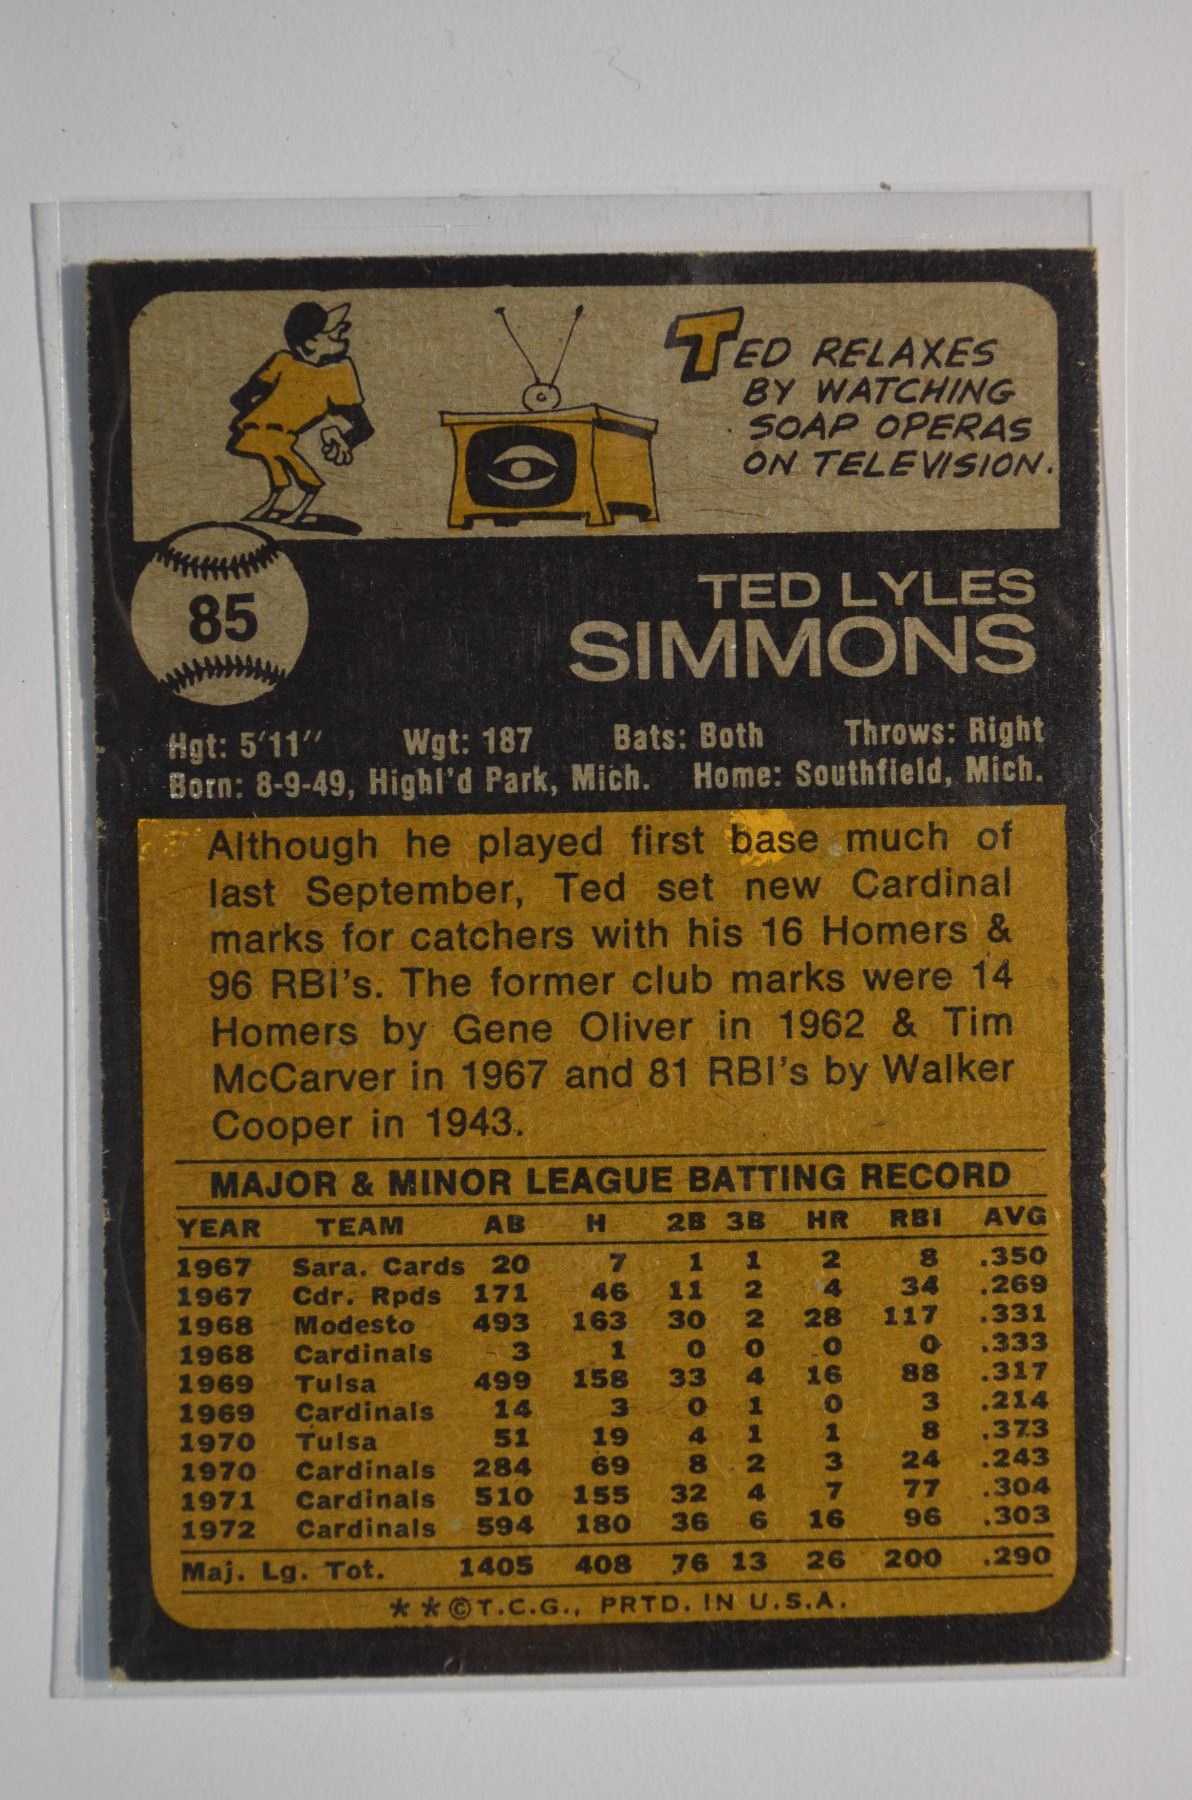 TED RELAXES
BY WATCHING
SOAP OPERAS
ON TELEVISION.
85
TED LYLES
SIMMONS
Hgt: 5'11'' Wgt: 187 Bats: Both Throws: Right
Born: 8-9-49, Highl'd Park, Mich. Home: Southfield, Mich.
Although he played first base much of
last September, Ted set new Cardinal
marks for catchers with his 16 Homers &
96 RBI's. The former club marks were 14
Homers by Gene Oliver in 1962 & Tim
McCarver in 1967 and 81 RBI's by Walker
Cooper in 1943.
MAJOR & MINOR LEAGUE BATTING RECORD
YEAR TEAM AB H 2B 3B HR RBI AVG
1967 Sara. Cards 20 7 1 1 2 8 .350
1967 Cdr. Rpds 171 46 11 2 4 34 .269
1968 Modesto 493 163 30 2 28 117 .331
1968 Cardinals 3 1 0 0 0 0 .333
1969 Tulsa 499 158 33 4 16 88 .317
1969 Cardinals 14 3 0 1 0 3 .214
1970 Tulsa 51 19 4 1 1 8 .373
1970 Cardinals 284 69 8 2 3 24 .243
1971 Cardinals 510 155 32 4 7 77 .304
1972 Cardinals 594 180 36 6 16 96 .303
Maj. Lg. Tot. 1405 408 76 13 26 200 .290
* * © T.C.G., PRTD. IN U.S.A.